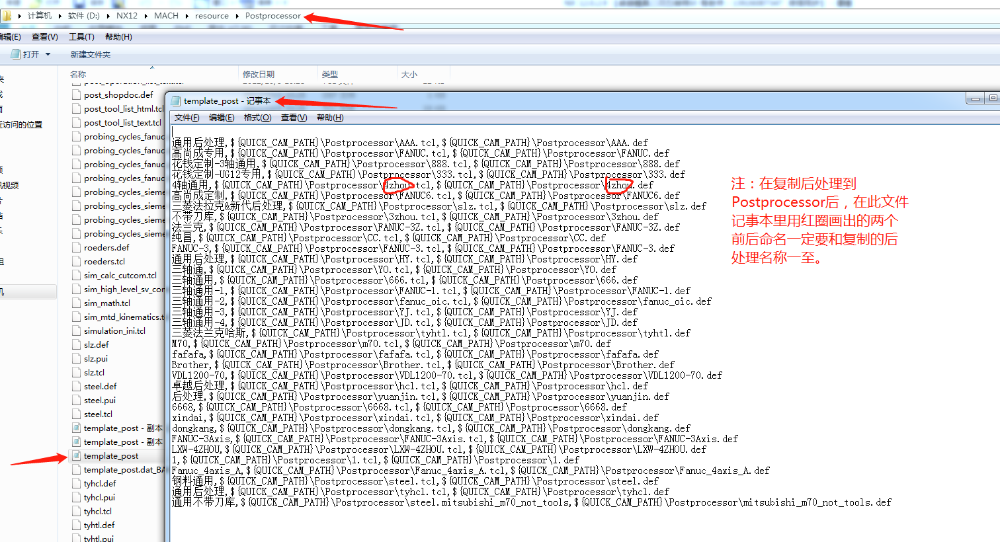 计算机 软件 (D:) NX12 MACH resource Postprocessor
编辑(E) 查看(V) 工具(T) 帮助(H)
打开 新建文件夹
名称 修改日期 类型 大小
post_shopdoc.def
post_tool_list_html.tcl
post_tool_list_text.tcl
近访问的位置
probing_cycles_fanuc
probing_cycles_fanuc
probing_cycles_fanuc
probing_cycles_fanuc
视频
probing_cycles_sieme
probing_cycles_sieme
probing_cycles_sieme
probing_cycles_sieme
roeders.def
roeders.tcl
sim_calc_cutcom.tcl
sim_high_level_sv_con
sim_math.tcl
sim_mtd_kinematics.t
simulation_ini.tcl
slz.def
slz.pui
slz.tcl
steel.def
steel.pui
steel.tcl
template_post - 副本
template_post - 副本
template_post
template_post.dat_BA
tyhcl.def
tyhcl.pui
tyhcl.tcl
tyhtl.def
tyhtl.pui
template_post - 记事本
文件(F) 编辑(E) 格式(O) 查看(V) 帮助(H)
通用后处理,${QUICK_CAM_PATH}\Postprocessor\AAA.tcl,${QUICK_CAM_PATH}\Postprocessor\AAA.def
高尚成专用,${QUICK_CAM_PATH}\Postprocessor\FANUC.tcl,${QUICK_CAM_PATH}\Postprocessor\FANUC.def
花钱定制-3轴通用,${QUICK_CAM_PATH}\Postprocessor\888.tcl,${QUICK_CAM_PATH}\Postprocessor\888.def
花钱定制-UG12专用,${QUICK_CAM_PATH}\Postprocessor\333.tcl,${QUICK_CAM_PATH}\Postprocessor\333.def
4轴通用,${QUICK_CAM_PATH}\Postprocessor\4zhou.tcl,${QUICK_CAM_PATH}\Postprocessor\4zhou.def
高尚成定制,${QUICK_CAM_PATH}\Postprocessor\FANUC6.tcl,${QUICK_CAM_PATH}\Postprocessor\FANUC6.def
三菱法拉克&新代后处理,${QUICK_CAM_PATH}\Postprocessor\slz.tcl,${QUICK_CAM_PATH}\Postprocessor\slz.def
不带刀库,${QUICK_CAM_PATH}\Postprocessor\3zhou.tcl,${QUICK_CAM_PATH}\Postprocessor\3zhou.def
法兰克,${QUICK_CAM_PATH}\Postprocessor\FANUC-3Z.tcl,${QUICK_CAM_PATH}\Postprocessor\FANUC-3Z.def
纯昌,${QUICK_CAM_PATH}\Postprocessor\CC.tcl,${QUICK_CAM_PATH}\Postprocessor\CC.def
FANUC-3,${QUICK_CAM_PATH}\Postprocessor\FANUC-3.tcl,${QUICK_CAM_PATH}\Postprocessor\FANUC-3.def
通用后处理,${QUICK_CAM_PATH}\Postprocessor\HY.tcl,${QUICK_CAM_PATH}\Postprocessor\HY.def
三轴通,${QUICK_CAM_PATH}\Postprocessor\YO.tcl,${QUICK_CAM_PATH}\Postprocessor\YO.def
三轴通用,${QUICK_CAM_PATH}\Postprocessor\666.tcl,${QUICK_CAM_PATH}\Postprocessor\666.def
三轴通用-1,${QUICK_CAM_PATH}\Postprocessor\FANUC-1.tcl,${QUICK_CAM_PATH}\Postprocessor\FANUC-1.def
三轴通用-2,${QUICK_CAM_PATH}\Postprocessor\fanuc_oic.tcl,${QUICK_CAM_PATH}\Postprocessor\fanuc_oic.def
三轴通用-3,${QUICK_CAM_PATH}\Postprocessor\YJ.tcl,${QUICK_CAM_PATH}\Postprocessor\YJ.def
三轴通用-4,${QUICK_CAM_PATH}\Postprocessor\JD.tcl,${QUICK_CAM_PATH}\Postprocessor\JD.def
三菱法兰克哈斯,${QUICK_CAM_PATH}\Postprocessor\tyhtl.tcl,${QUICK_CAM_PATH}\Postprocessor\tyhtl.def
M70,${QUICK_CAM_PATH}\Postprocessor\m70.tcl,${QUICK_CAM_PATH}\Postprocessor\m70.def
fafafa,${QUICK_CAM_PATH}\Postprocessor\fafafa.tcl,${QUICK_CAM_PATH}\Postprocessor\fafafa.def
Brother,${QUICK_CAM_PATH}\Postprocessor\Brother.tcl,${QUICK_CAM_PATH}\Postprocessor\Brother.def
VDL1200-70,${QUICK_CAM_PATH}\Postprocessor\VDL1200-70.tcl,${QUICK_CAM_PATH}\Postprocessor\VDL1200-70.def
卓越后处理,${QUICK_CAM_PATH}\Postprocessor\hcl.tcl,${QUICK_CAM_PATH}\Postprocessor\hcl.def
后处理,${QUICK_CAM_PATH}\Postprocessor\yuanjin.tcl,${QUICK_CAM_PATH}\Postprocessor\yuanjin.def
6668,${QUICK_CAM_PATH}\Postprocessor\6668.tcl,${QUICK_CAM_PATH}\Postprocessor\6668.def
xindai,${QUICK_CAM_PATH}\Postprocessor\xindai.tcl,${QUICK_CAM_PATH}\Postprocessor\xindai.def
dongkang,${QUICK_CAM_PATH}\Postprocessor\dongkang.tcl,${QUICK_CAM_PATH}\Postprocessor\dongkang.def
FANUC-3Axis,${QUICK_CAM_PATH}\Postprocessor\FANUC-3Axis.tcl,${QUICK_CAM_PATH}\Postprocessor\FANUC-3Axis.def
LXW-4ZHOU,${QUICK_CAM_PATH}\Postprocessor\LXW-4ZHOU.tcl,${QUICK_CAM_PATH}\Postprocessor\LXW-4ZHOU.def
1,${QUICK_CAM_PATH}\Postprocessor\1.tcl,${QUICK_CAM_PATH}\Postprocessor\1.def
Fanuc_4axis_A,${QUICK_CAM_PATH}\Postprocessor\Fanuc_4axis_A.tcl,${QUICK_CAM_PATH}\Postprocessor\Fanuc_4axis_A.def
钢料通用,${QUICK_CAM_PATH}\Postprocessor\steel.tcl,${QUICK_CAM_PATH}\Postprocessor\steel.def
通用后处理,${QUICK_CAM_PATH}\Postprocessor\tyhcl.tcl,${QUICK_CAM_PATH}\Postprocessor\tyhcl.def
通用不带刀库,${QUICK_CAM_PATH}\Postprocessor\steel.mitsubishi_m70_not_tools,${QUICK_CAM_PATH}\Postprocessor\mitsubishi_m70_not_tools.def
注：在复制后处理到
Postprocessor后，在此文件
记事本里用红圈画出的两个
前后命名一定要和复制的后
处理名称一至。